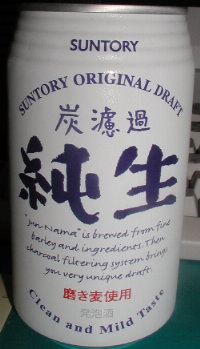 SUNTORY
SUNTORY ORIGINAL DRAFT
炭濾過
純生
"Jun Nama" is brewed from fine
barley and ingredients. Then
charcoal filtering system brings
you very unique draft.
磨き麦使用
発泡酒
Clean and Mild Taste